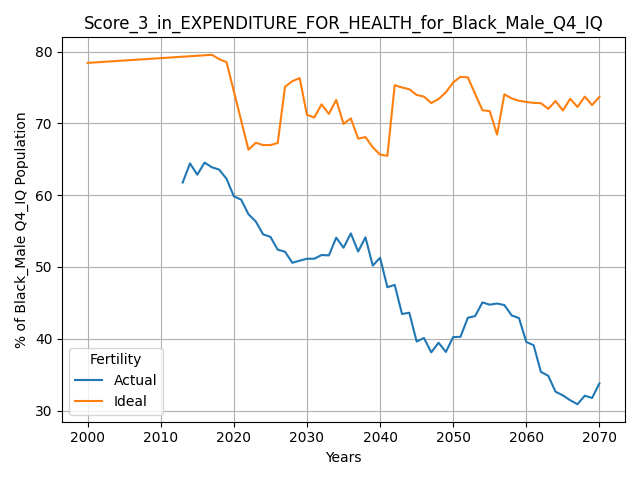 Score_3_in_EXPENDITURE_FOR_HEALTH_for_Black_Male_Q4_IQ
% of Black_Male Q4_IQ Population
80
70
60
50
40
30
Fertility
Actual
Ideal
2000 2010 2020 2030 2040 2050 2060 2070
Years